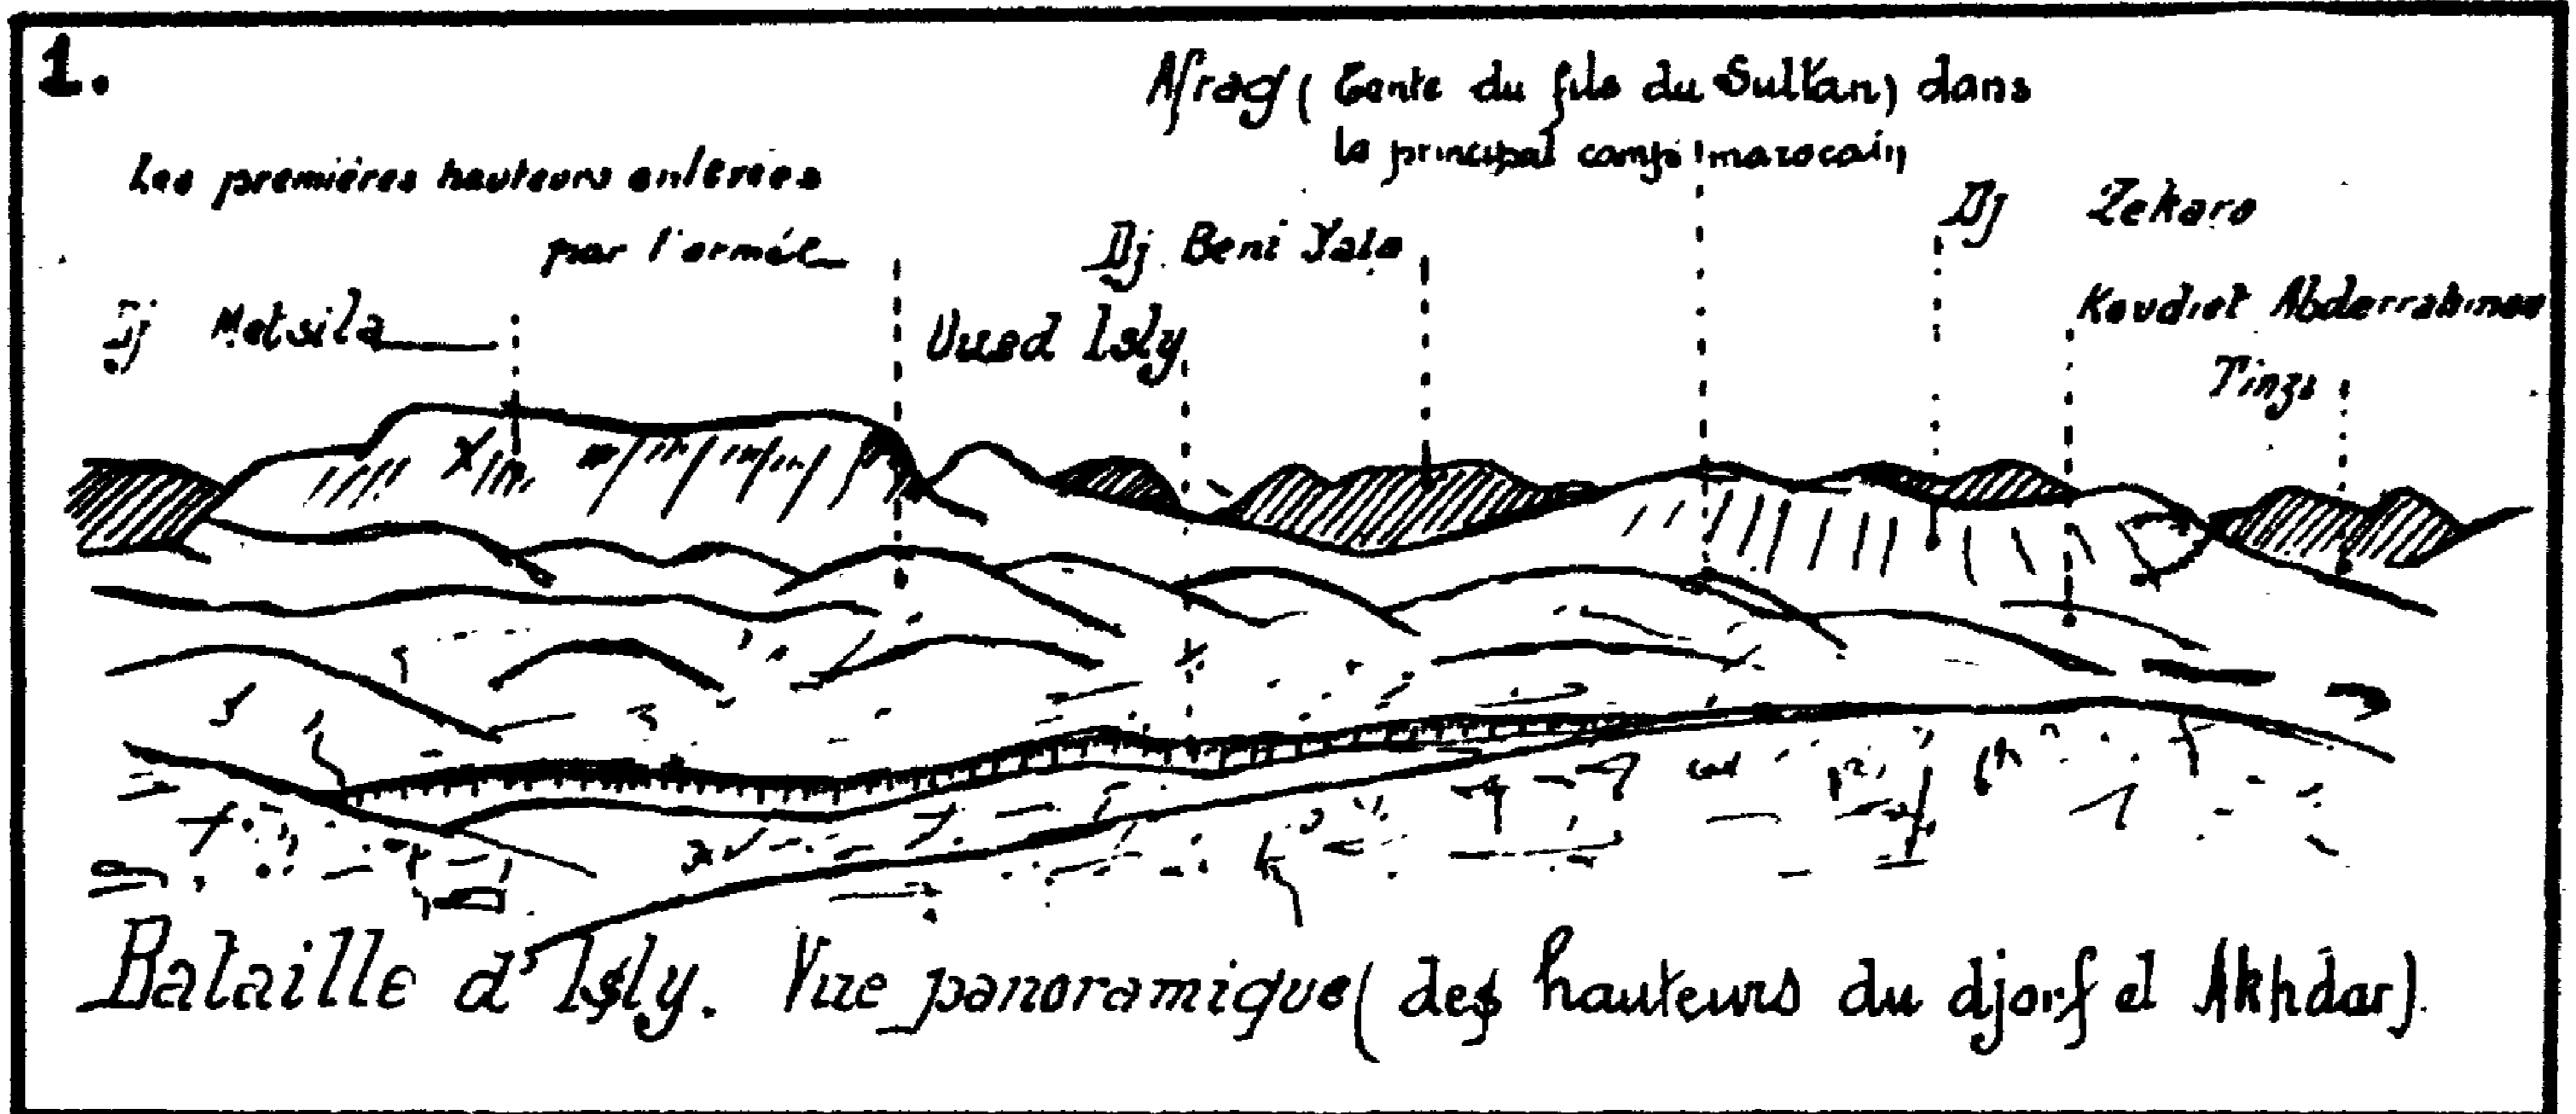 1.
Afrag (Tente du fils du Sultan) dans
le principal camp marocain
Les premières hauteurs enlevées
par l'armée
Dj Zekara
Dj. Beni Yala
Dj Metsila
Oued Isly
Koudiet Abderrahman
Tinzi
Bataille d'Isly. Vue panoramique (des hauteurs du djorf el Akhdar).